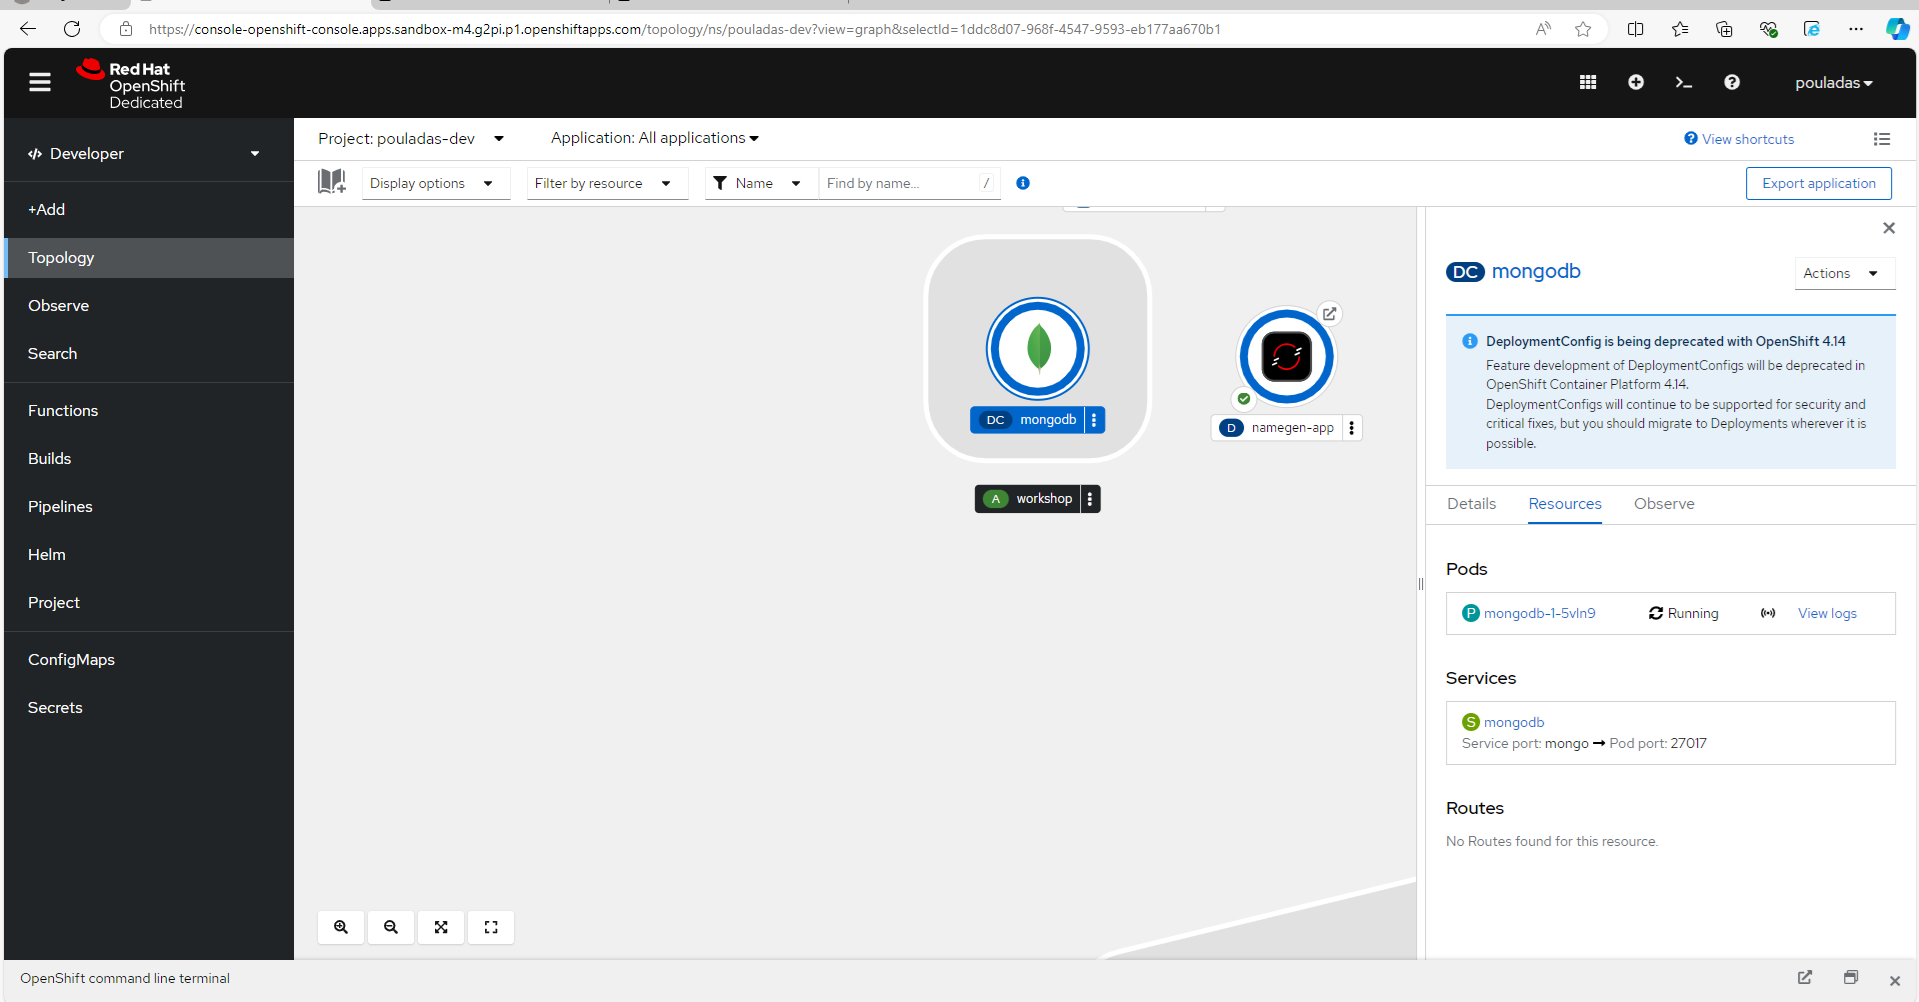 https://console-openshift-console.apps.sandbox-m4.g2pi.p1.openshiftapps.com/topology/ns/pouladas-dev?view=graph&selectId=1ddc8d07-968f-4547-9593-eb177aa670b1
Red Hat
OpenShift
Dedicated
pouladas
Developer
+Add
Topology
Observe
Search
Functions
Builds
Pipelines
Helm
Project
ConfigMaps
Secrets
Project: pouladas-dev
Application: All applications
View shortcuts
Display options
Filter by resource
Name
Find by name...
/
Export application
DC mongodb
D namegen-app
A workshop
DC mongodb
Actions
DeploymentConfig is being deprecated with OpenShift 4.14
Feature development of DeploymentConfigs will be deprecated in
OpenShift Container Platform 4.14.
DeploymentConfigs will continue to be supported for security and
critical fixes, but you should migrate to Deployments wherever it is
possible.
Details
Resources
Observe
Pods
P mongodb-1-5vln9
Running
View logs
Services
S mongodb
Service port: mongo → Pod port: 27017
Routes
No Routes found for this resource.
OpenShift command line terminal